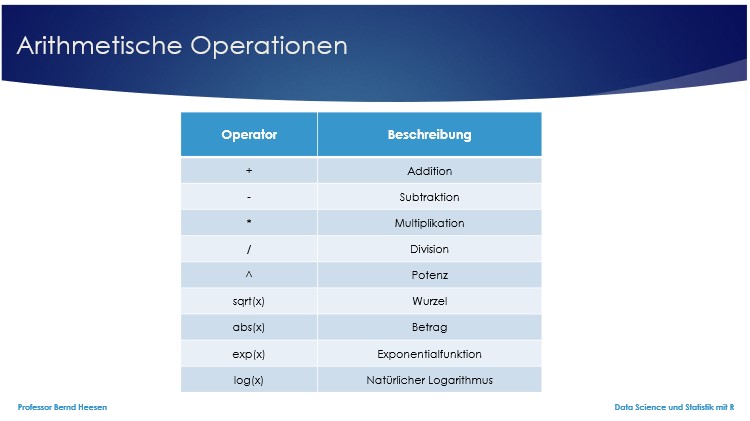 Arithmetische Operationen
Operator Beschreibung
+ Addition
- Subtraktion
* Multiplikation
/ Division
^ Potenz
sqrt(x) Wurzel
abs(x) Betrag
exp(x) Exponentialfunktion
log(x) Natürlicher Logarithmus
Professor Bernd Heesen Data Science und Statistik mit R